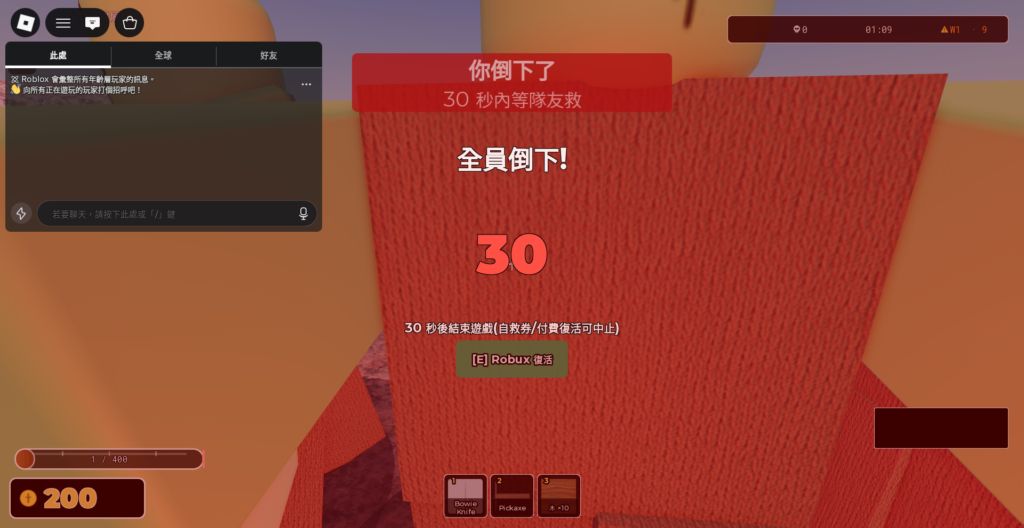 此處
全球
好友
Roblox 會彙整所有年齡層玩家的訊息。
👋 向所有正在遊玩的玩家打個招呼吧！
若要聊天，請按下此處或「/」鍵
0
01:09
W1 · 9
你倒下了
30 秒內等隊友救
全員倒下!
30
30 秒後結束遊戲(自救券/付費復活可中止)
[E] Robux 復活
1 / 400
200
1
Bowie
Knife
2
Pickaxe
3
×10